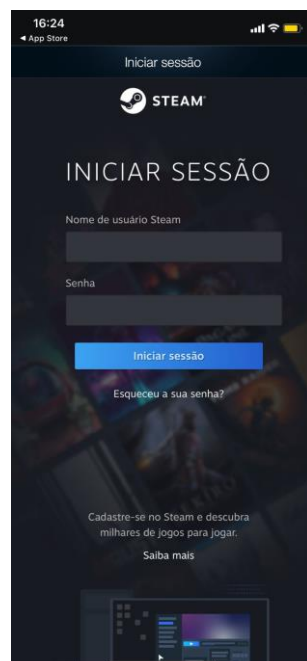 16:24
◀ App Store
Iniciar sessão
STEAM
INICIAR SESSÃO
Nome de usuário Steam
Senha
Iniciar sessão
Esqueceu a sua senha?
Cadastre-se no Steam e descubra
milhares de jogos para jogar.
Saiba mais